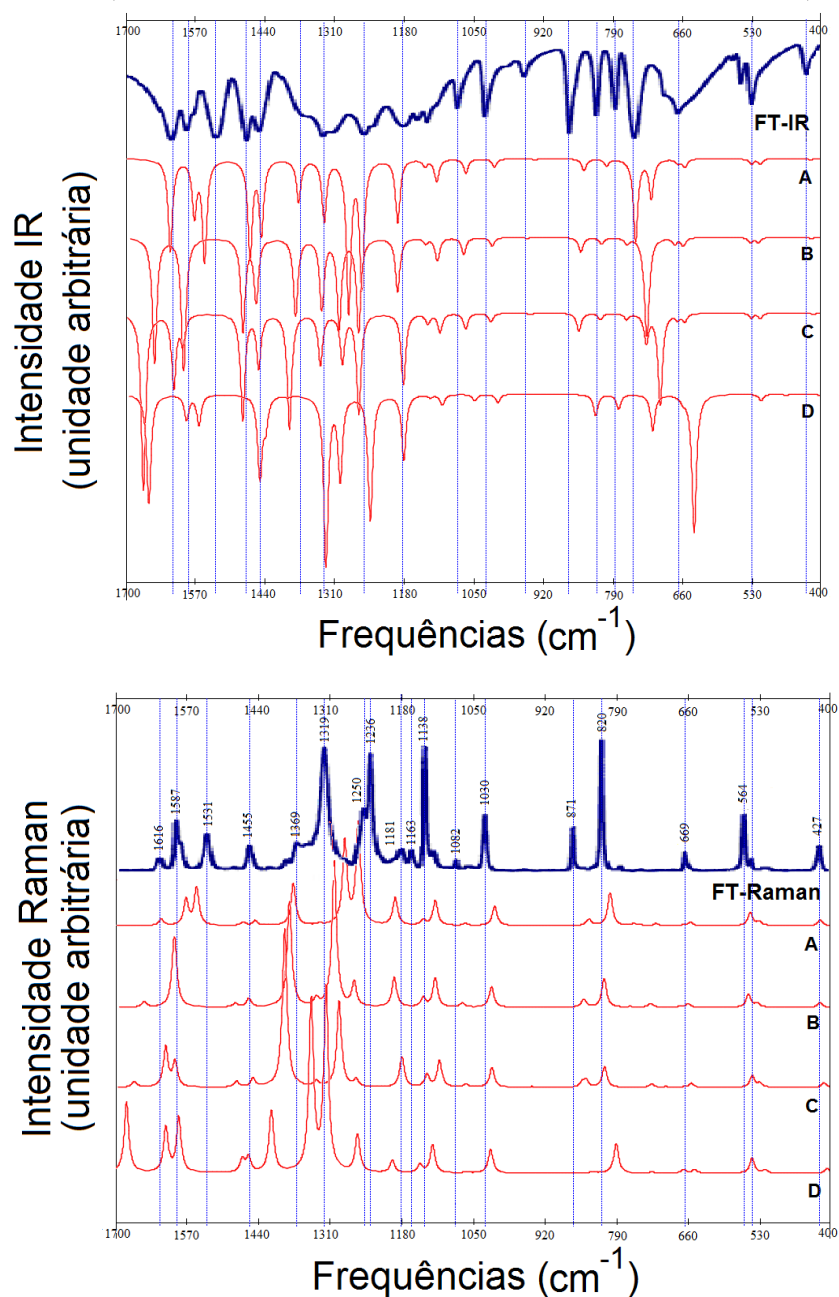 1700 1570 1440 1310 1180 1050 920 790 660 530 400
FT-IR
A
B
C
D
Intensidade IR
(unidade arbitrária)
1700 1570 1440 1310 1180 1050 920 790 660 530 400
Frequências (cm⁻¹)
1700 1570 1440 1310 1180 1050 920 790 660 530 400
1616 1587 1531 1455 1369 1319 1250 1236 1181 1163 1138 1082 1030 871 820 669 564 427
FT-Raman
A
B
C
D
Intensidade Raman
(unidade arbitrária)
1700 1570 1440 1310 1180 1050 920 790 660 530 400
Frequências (cm⁻¹)